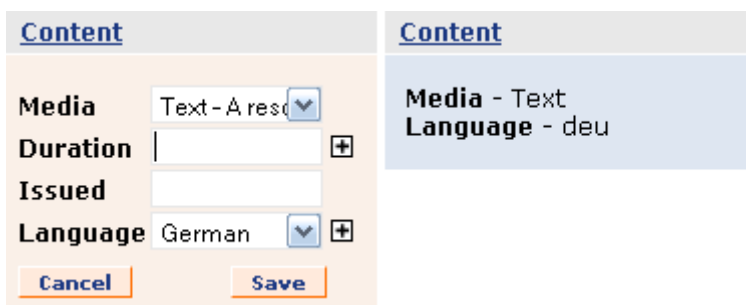 Content
Media Text - A reso
Duration
Issued
Language German
Cancel Save
Content
Media - Text
Language - deu